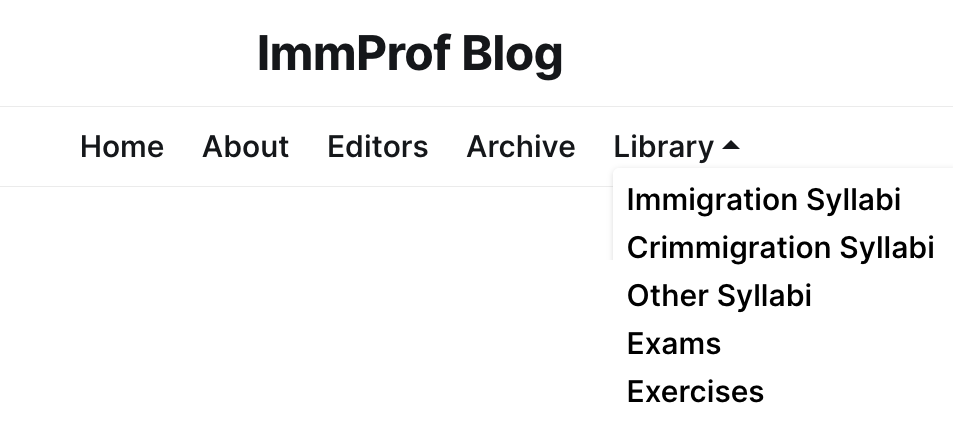 ImmProf Blog
Home About Editors Archive Library
Immigration Syllabi
Crimmigration Syllabi
Other Syllabi
Exams
Exercises